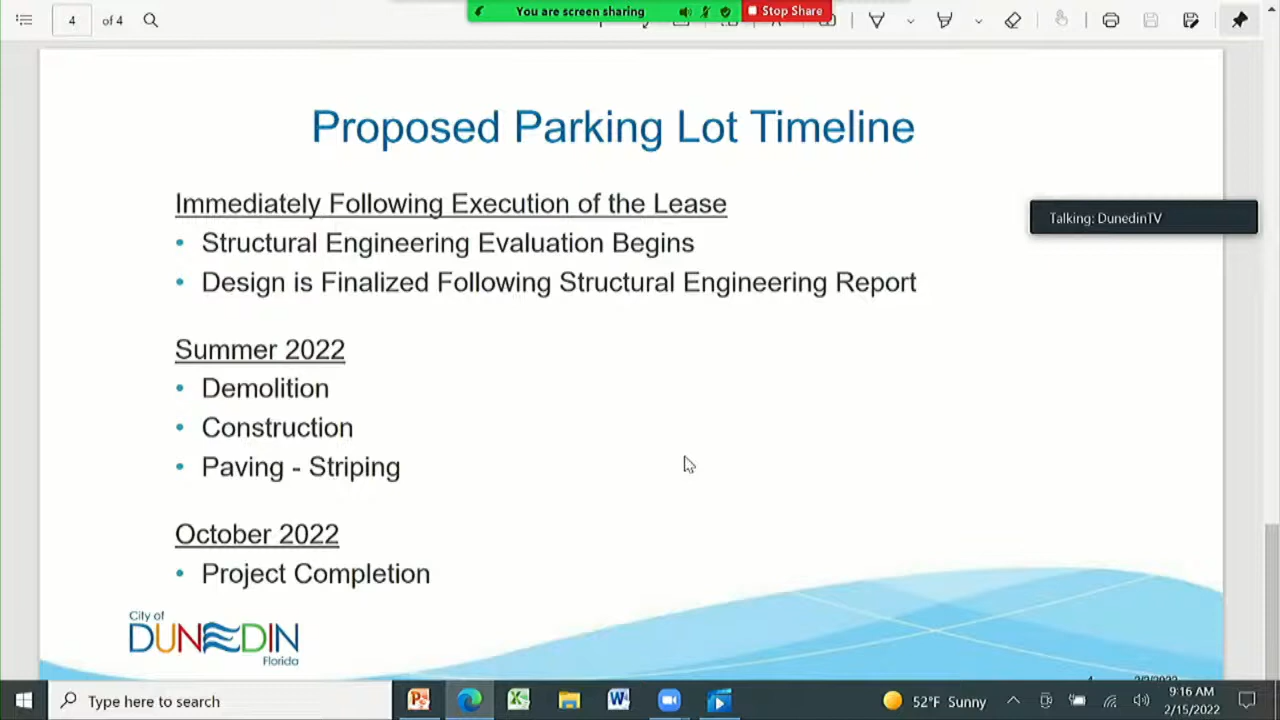 4 of 4
You are screen sharing
Stop Share
Proposed Parking Lot Timeline
Immediately Following Execution of the Lease
• Structural Engineering Evaluation Begins
• Design is Finalized Following Structural Engineering Report
Talking: DunedinTV
Summer 2022
• Demolition
• Construction
• Paving - Striping
October 2022
• Project Completion
City of
DUNEDIN
Florida
Type here to search
52°F Sunny
9:16 AM
2/15/2022